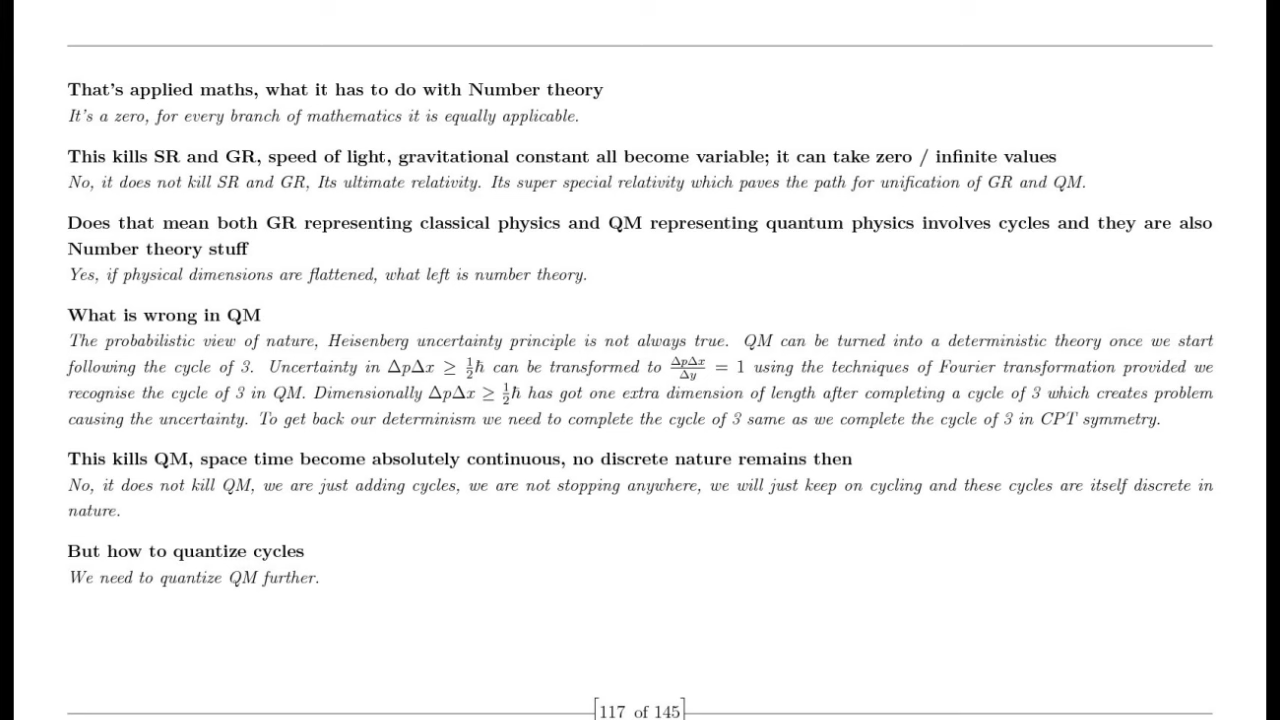 That's applied maths, what it has to do with Number theory
It's a zero, for every branch of mathematics it is equally applicable.
This kills SR and GR, speed of light, gravitational constant all become variable; it can take zero / infinite values
No, it does not kill SR and GR, Its ultimate relativity. Its super special relativity which paves the path for unification of GR and QM.
Does that mean both GR representing classical physics and QM representing quantum physics involves cycles and they are also
Number theory stuff
Yes, if physical dimensions are flattened, what left is number theory.
What is wrong in QM
The probabilistic view of nature, Heisenberg uncertainty principle is not always true. QM can be turned into a deterministic theory once we start
following the cycle of 3. Uncertainty in ΔpΔx ≥ ½ℏ can be transformed to ΔpΔx/Δy = 1 using the techniques of Fourier transformation provided we
recognise the cycle of 3 in QM. Dimensionally ΔpΔx ≥ ½ℏ has got one extra dimension of length after completing a cycle of 3 which creates problem
causing the uncertainty. To get back our determinism we need to complete the cycle of 3 same as we complete the cycle of 3 in CPT symmetry.
This kills QM, space time become absolutely continuous, no discrete nature remains then
No, it does not kill QM, we are just adding cycles, we are not stopping anywhere, we will just keep on cycling and these cycles are itself discrete in
nature.
But how to quantize cycles
We need to quantize QM further.
[117 of 145]